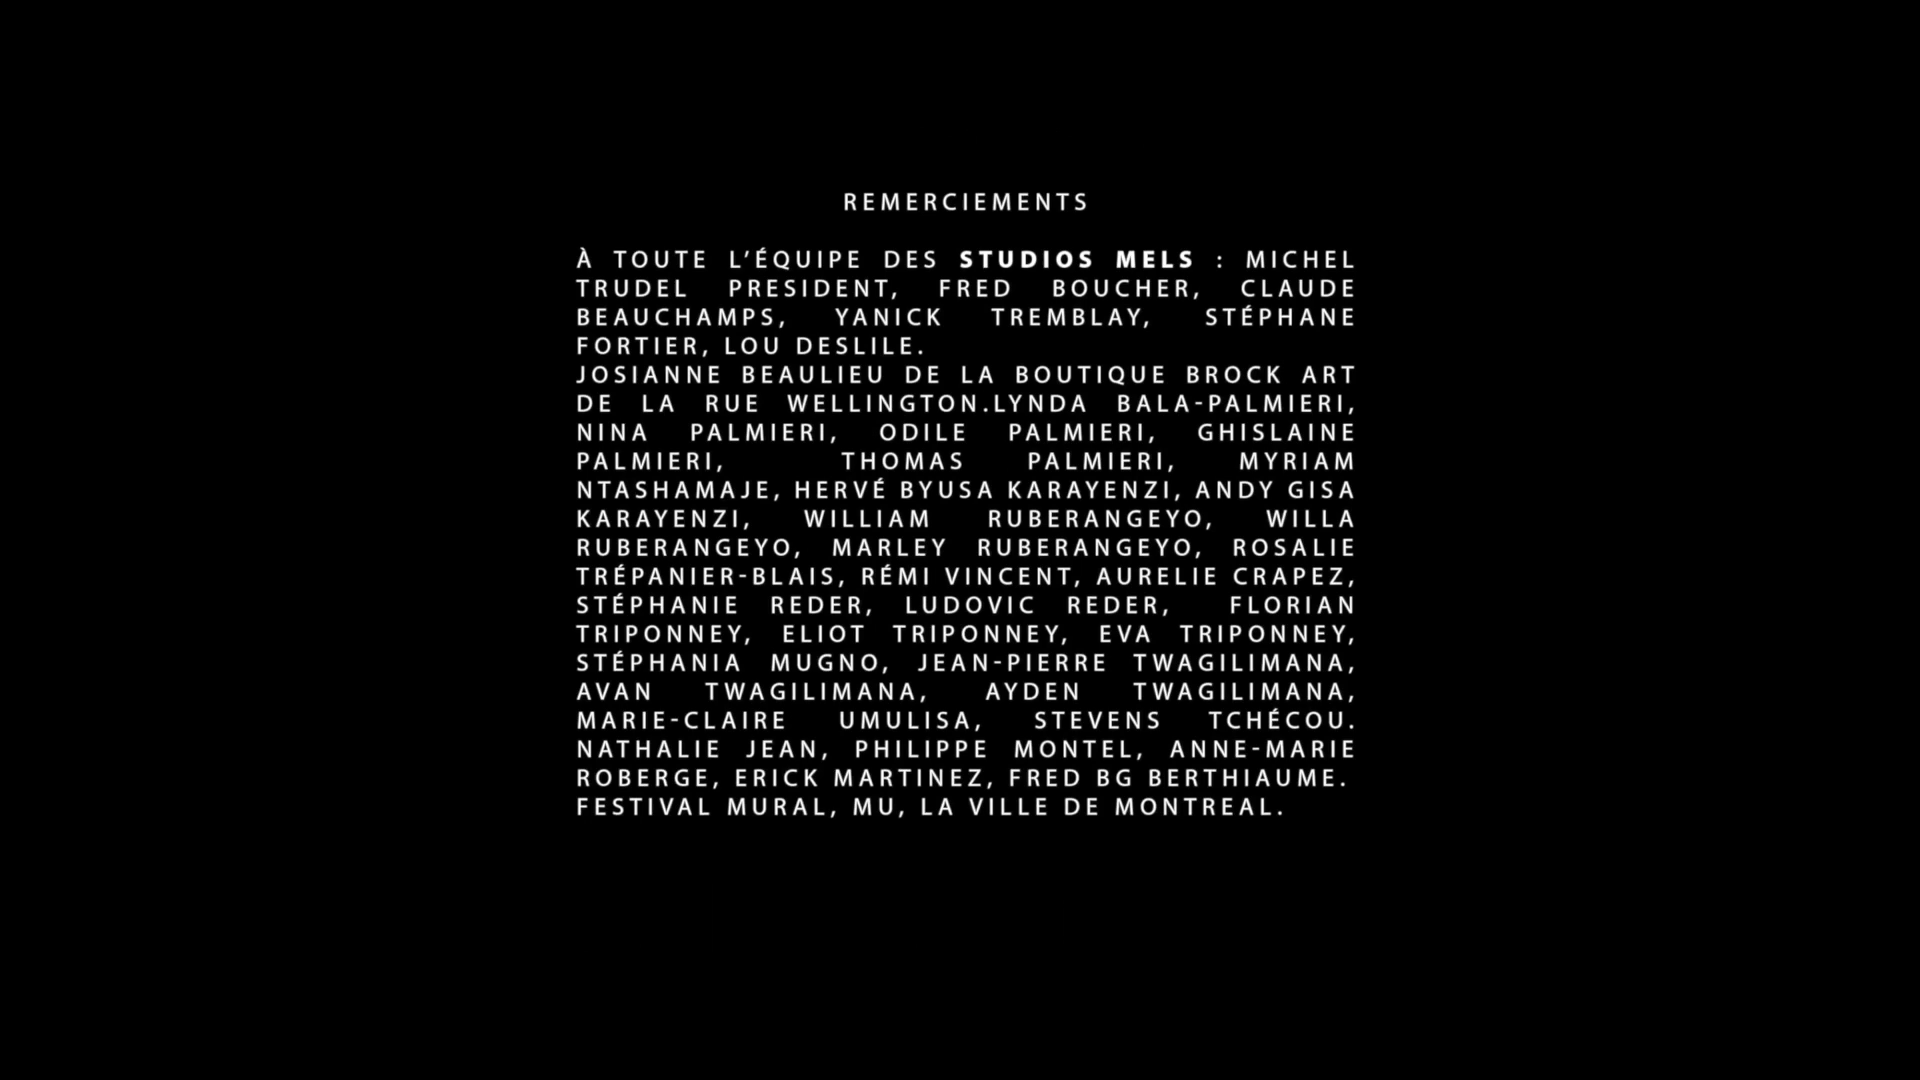 REMERCIEMENTS
À TOUTE L’ÉQUIPE DES STUDIOS MELS : MICHEL
TRUDEL PRESIDENT, FRED BOUCHER, CLAUDE
BEAUCHAMPS, YANICK TREMBLAY, STÉPHANE
FORTIER, LOU DESLILE.
JOSIANNE BEAULIEU DE LA BOUTIQUE BROCK ART
DE LA RUE WELLINGTON.LYNDA BALA-PALMIERI,
NINA PALMIERI, ODILE PALMIERI, GHISLAINE
PALMIERI, THOMAS PALMIERI, MYRIAM
NTASHAMAJE, HERVÉ BYUSA KARAYENZI, ANDY GISA
KARAYENZI, WILLIAM RUBERANGEYO, WILLA
RUBERANGEYO, MARLEY RUBERANGEYO, ROSALIE
TRÉPANIER-BLAIS, RÉMI VINCENT, AURELIE CRAPEZ,
STÉPHANIE REDER, LUDOVIC REDER, FLORIAN
TRIPONNEY, ELIOT TRIPONNEY, EVA TRIPONNEY,
STÉPHANIA MUGNO, JEAN-PIERRE TWAGILIMANA,
AVAN TWAGILIMANA, AYDEN TWAGILIMANA,
MARIE-CLAIRE UMULISA, STEVENS TCHÉCOU.
NATHALIE JEAN, PHILIPPE MONTEL, ANNE-MARIE
ROBERGE, ERICK MARTINEZ, FRED BG BERTHIAUME.
FESTIVAL MURAL, MU, LA VILLE DE MONTREAL.